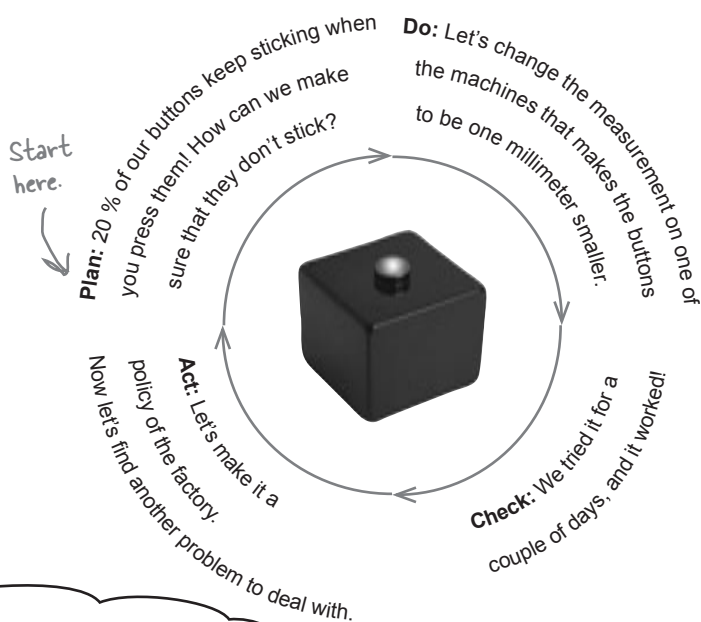 Start
here.
Plan: 20 % of our buttons keep sticking when
you press them! How can we make
sure that they don't stick?
Do: Let's change the measurement on one of
the machines that makes the buttons
to be one millimeter smaller.
Check: We tried it for a
couple of days, and it worked!
Act: Let's make it a
policy of the factory.
Now let's find another problem to deal with.